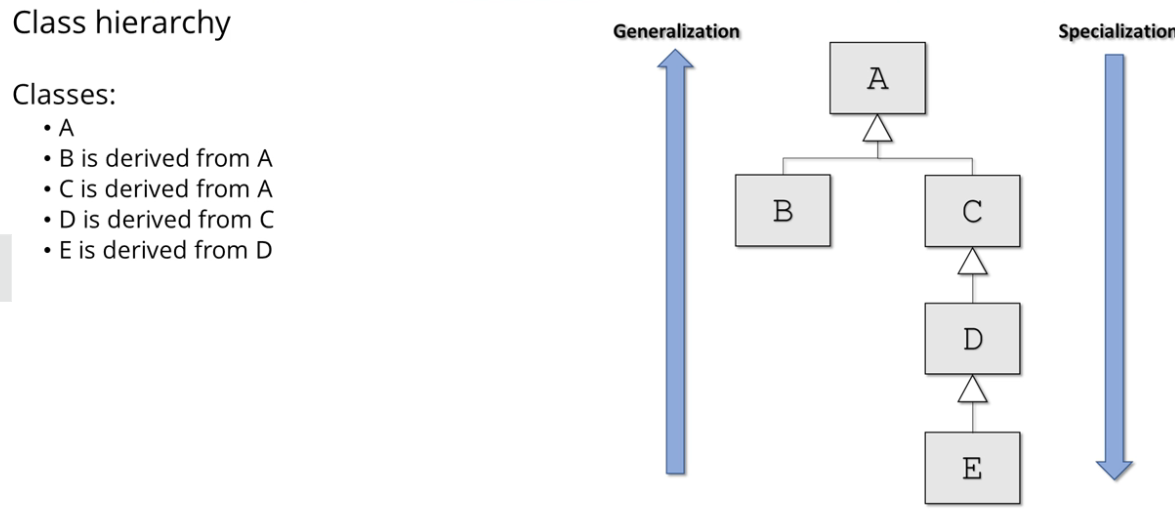 Class hierarchy
Classes:
• A
• B is derived from A
• C is derived from A
• D is derived from C
• E is derived from D
Generalization
Specialization
A
B
C
D
E